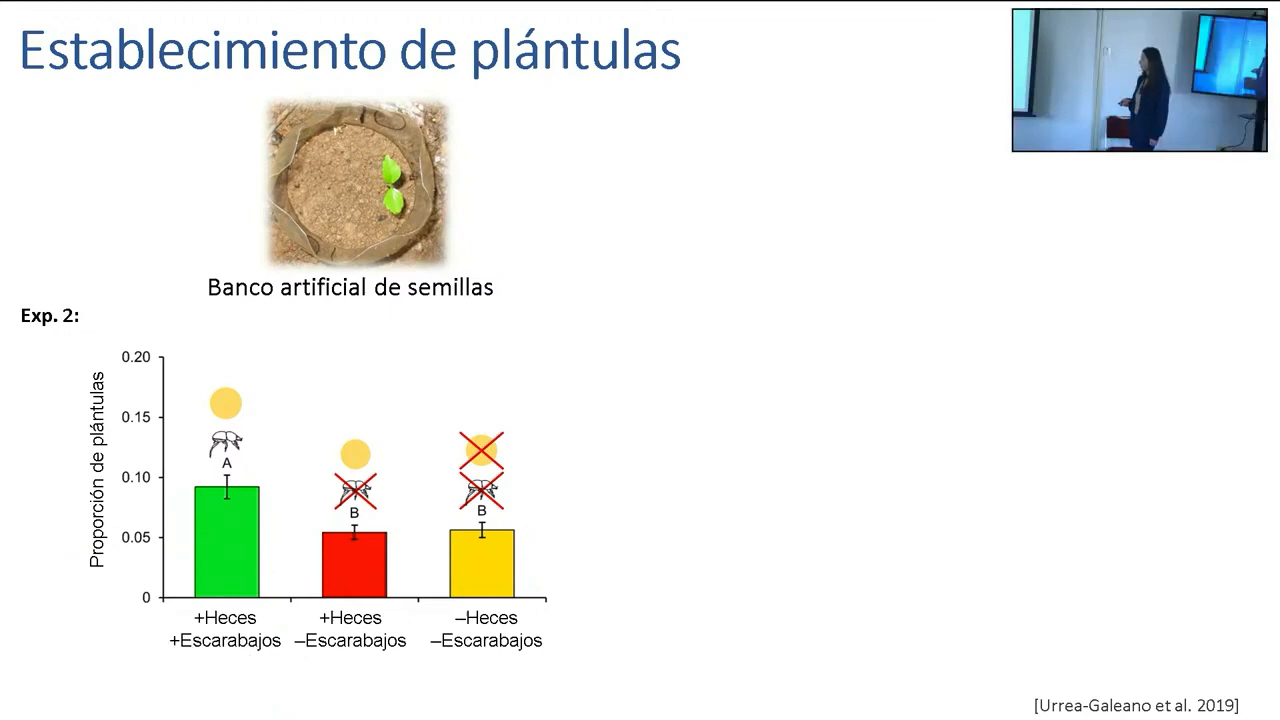 Establecimiento de plántulas
Banco artificial de semillas
Exp. 2:
Proporción de plántulas
0.20
0.15
0.10
0.05
0
A
B
B
+Heces
+Escarabajos
+Heces
–Escarabajos
–Heces
–Escarabajos
[Urrea-Galeano et al. 2019]